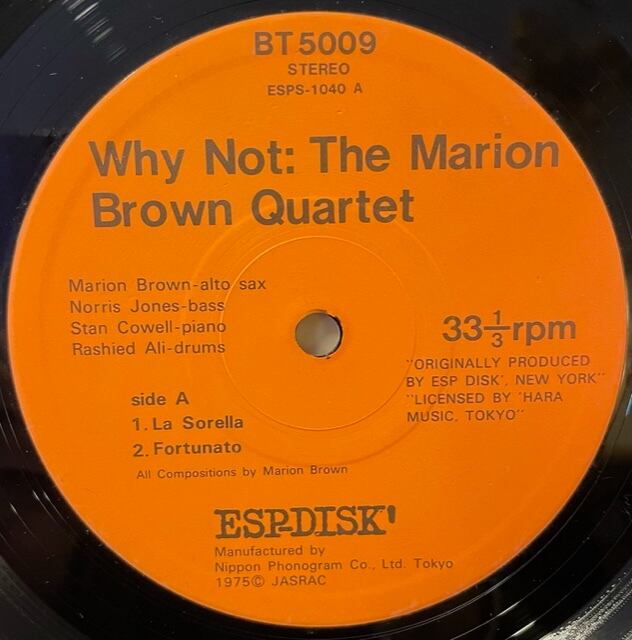 BT 5009
STEREO
ESPS-1040 A
Why Not: The Marion
Brown Quartet
Marion Brown-alto sax
Norris Jones-bass
Stan Cowell-piano
Rashied Ali-drums
33 1/3 rpm
"ORIGINALLY PRODUCED
BY ESP DISK', NEW YORK"
"LICENSED BY 'HARA
MUSIC, TOKYO"
side A
1. La Sorella
2. Fortunato
All Compositions by Marion Brown
ESP-DISK'
Manufactured by
Nippon Phonogram Co., Ltd. Tokyo
1975© JASRAC